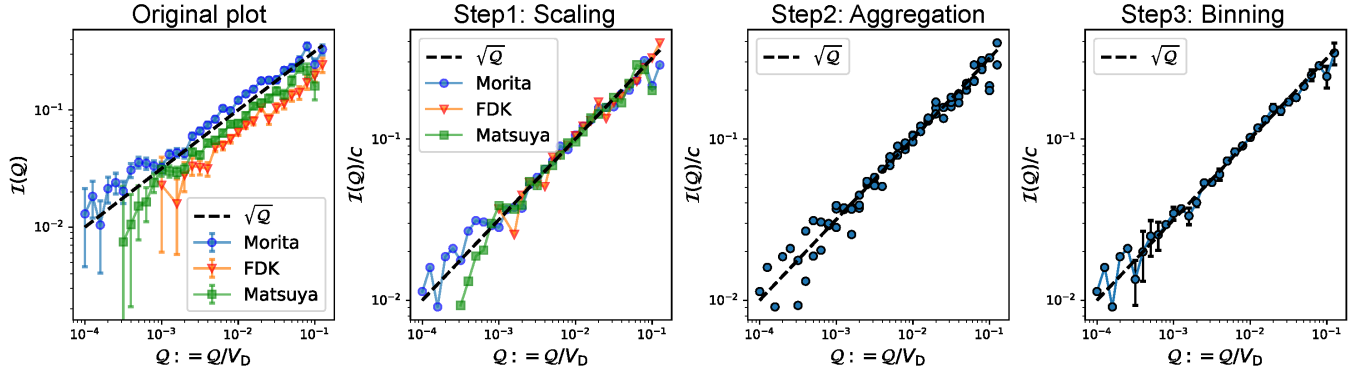 Original plot
10⁻¹
10⁻²
I(Q)
√Q
Morita
FDK
Matsuya
10⁻⁴ 10⁻³ 10⁻² 10⁻¹
Q := Q/V_D
Step1: Scaling
√Q
Morita
FDK
Matsuya
10⁻¹
10⁻²
I(Q)/c
10⁻⁴ 10⁻³ 10⁻² 10⁻¹
Q := Q/V_D
Step2: Aggregation
√Q
10⁻¹
10⁻²
I(Q)/c
10⁻⁴ 10⁻³ 10⁻² 10⁻¹
Q := Q/V_D
Step3: Binning
√Q
10⁻¹
10⁻²
I(Q)/c
10⁻⁴ 10⁻³ 10⁻² 10⁻¹
Q := Q/V_D